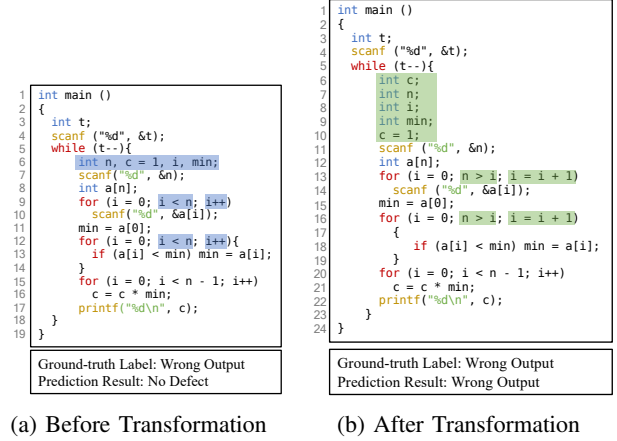 1 int main ()
2 {
3 int t;
4 scanf ("%d", &t);
5 while (t--){
6 int n, c = 1, i, min;
7 scanf("%d", &n);
8 int a[n];
9 for (i = 0; i < n; i++)
10 scanf("%d", &a[i]);
11 min = a[0];
12 for (i = 0; i < n; i++){
13 if (a[i] < min) min = a[i];
14 }
15 for (i = 0; i < n - 1; i++)
16 c = c * min;
17 printf("%d\n", c);
18 }
19 }
Ground-truth Label: Wrong Output
Prediction Result: No Defect
(a) Before Transformation
1 int main ()
2 {
3 int t;
4 scanf ("%d", &t);
5 while (t--){
6 int c;
7 int n;
8 int i;
9 int min;
10 c = 1;
11 scanf ("%d", &n);
12 int a[n];
13 for (i = 0; n > i; i = i + 1)
14 scanf ("%d", &a[i]);
15 min = a[0];
16 for (i = 0; n > i; i = i + 1)
17 {
18 if (a[i] < min) min = a[i];
19 }
20 for (i = 0; i < n - 1; i++)
21 c = c * min;
22 printf("%d\n", c);
23 }
24 }
Ground-truth Label: Wrong Output
Prediction Result: Wrong Output
(b) After Transformation